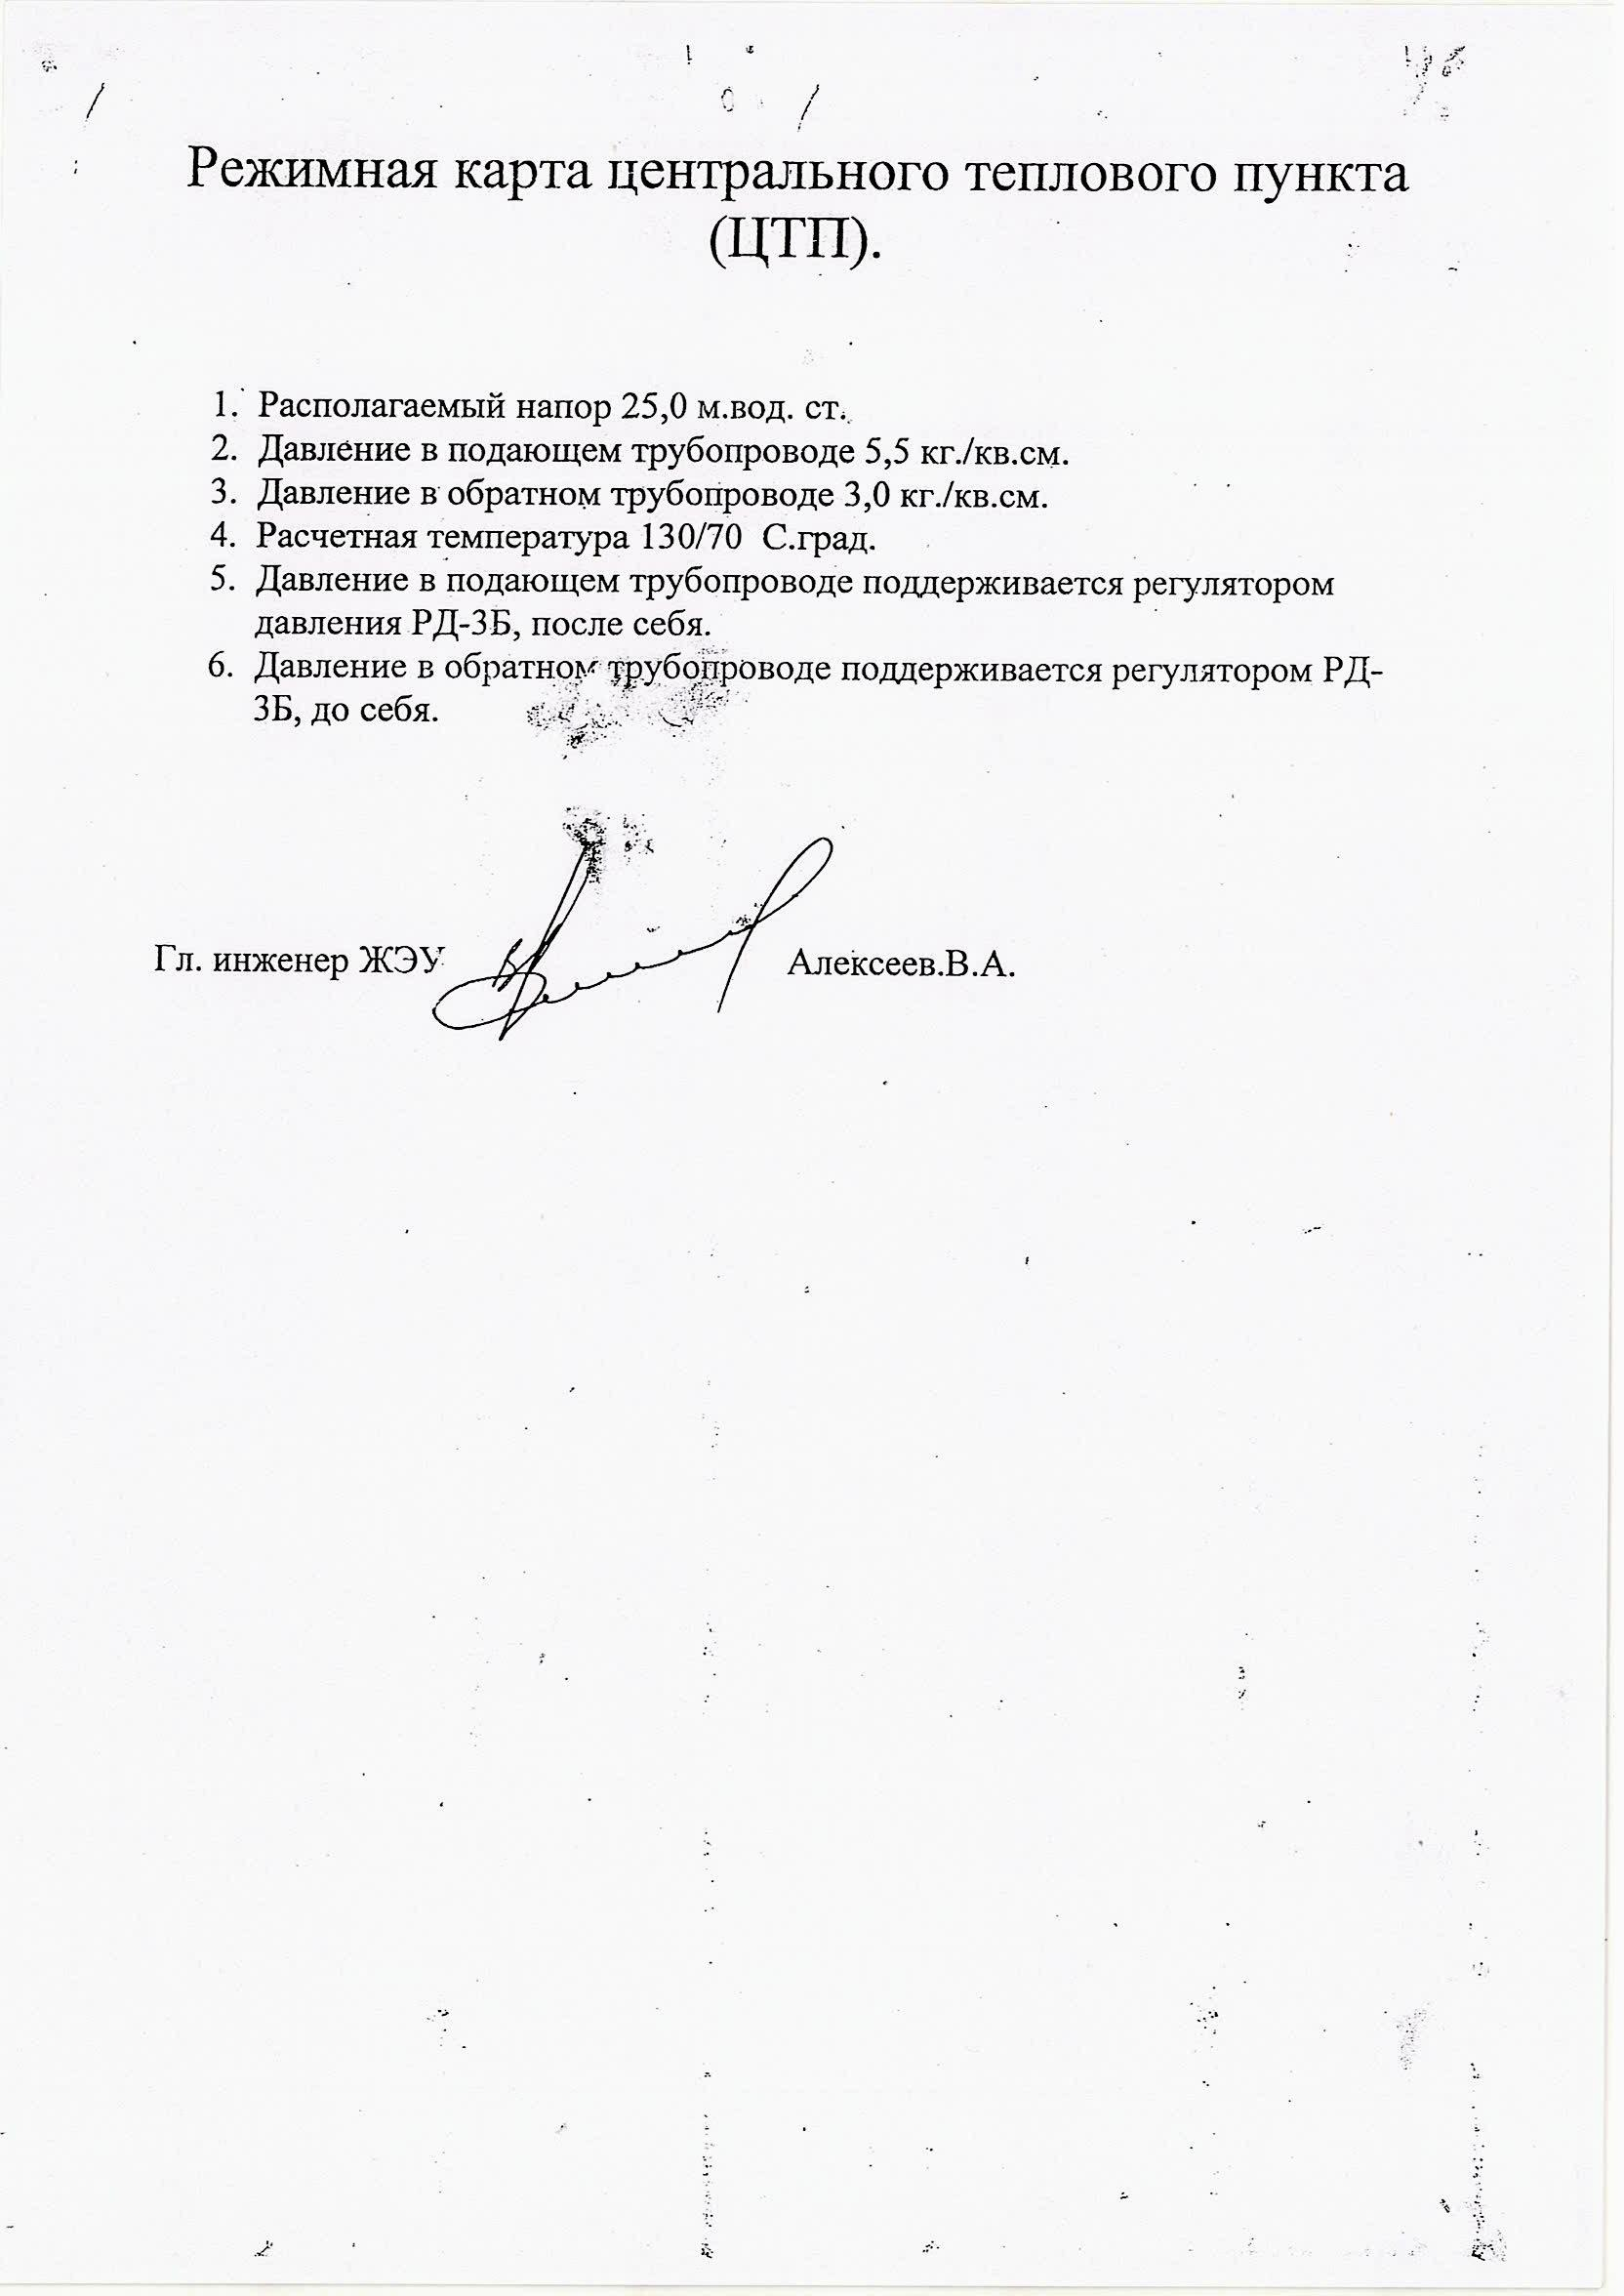 Режимная карта центрального теплового пункта
(ЦТП).
1. Располагаемый напор 25,0 м.вод. ст.
2. Давление в подающем трубопроводе 5,5 кг./кв.см.
3. Давление в обратном трубопроводе 3,0 кг./кв.см.
4. Расчетная температура 130/70 С.град.
5. Давление в подающем трубопроводе поддерживается регулятором
давления РД-3Б, после себя.
6. Давление в обратном трубопроводе поддерживается регулятором РД-
3Б, до себя.
Гл. инженер ЖЭУ Алексеев.В.А.